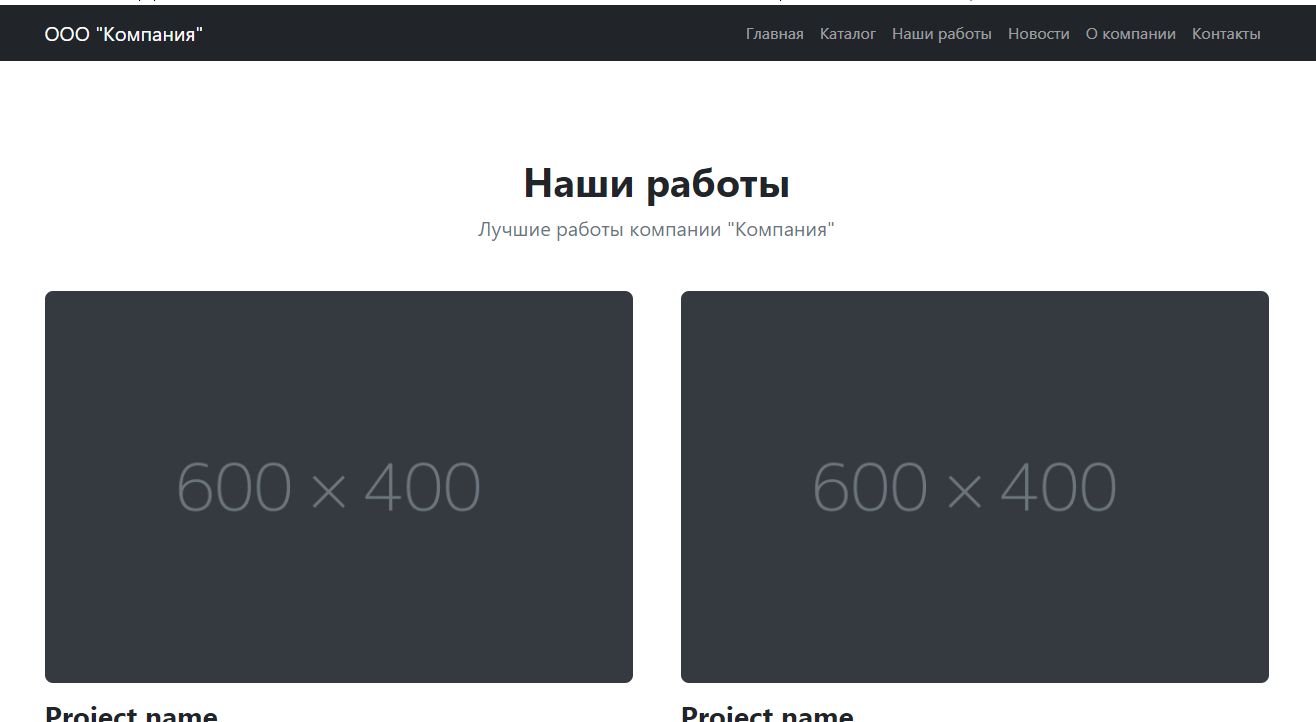 ООО "Компания"
Главная Каталог Наши работы Новости О компании Контакты
Наши работы
Лучшие работы компании "Компания"
600 × 400
600 × 400
Project name
Project name